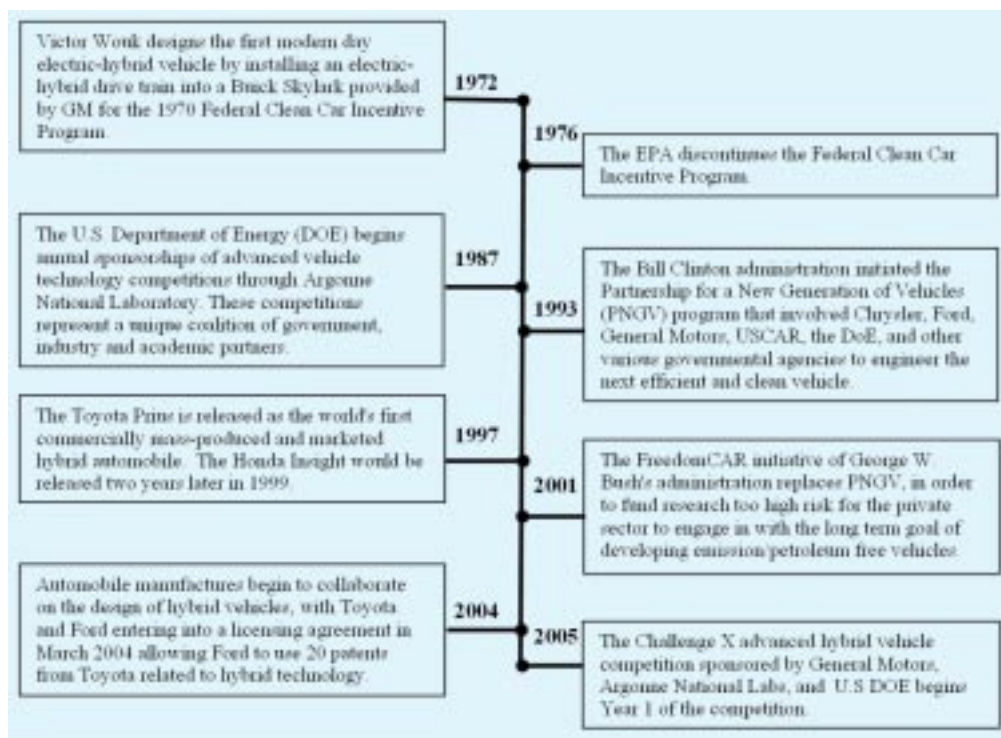 Victor Wouk designs the first modern day
electric-hybrid vehicle by installing an electric-
hybrid drive train into a Buick Skylark provided
by GM for the 1970 Federal Clean Car Incentive
Program.
1972
1976
The EPA discontinues the Federal Clean Car
Incentive Program.
The U.S. Department of Energy (DOE) begins
annual sponsorships of advanced vehicle
technology competitions through Argonne
National Laboratory. These competitions
represent a unique coalition of government,
industry and academic partners.
1987
1993
The Bill Clinton administration initiated the
Partnership for a New Generation of Vehicles
(PNGV) program that involved Chrysler, Ford,
General Motors, USCAR, the DoE, and other
various governmental agencies to engineer the
next efficient and clean vehicle.
The Toyota Prius is released as the world's first
commercially mass-produced and marketed
hybrid automobile. The Honda Insight would be
released two years later in 1999.
1997
2001
The FreedomCAR initiative of George W.
Bush's administration replaces PNGV, in order
to fund research too high risk for the private
sector to engage in with the long term goal of
developing emission/petroleum free vehicles.
Automobile manufactures begin to collaborate
on the design of hybrid vehicles, with Toyota
and Ford entering into a licensing agreement in
March 2004 allowing Ford to use 20 patents
from Toyota related to hybrid technology.
2004
2005
The Challenge X advanced hybrid vehicle
competition sponsored by General Motors,
Argonne National Labs, and U.S DOE begins
Year 1 of the competition.